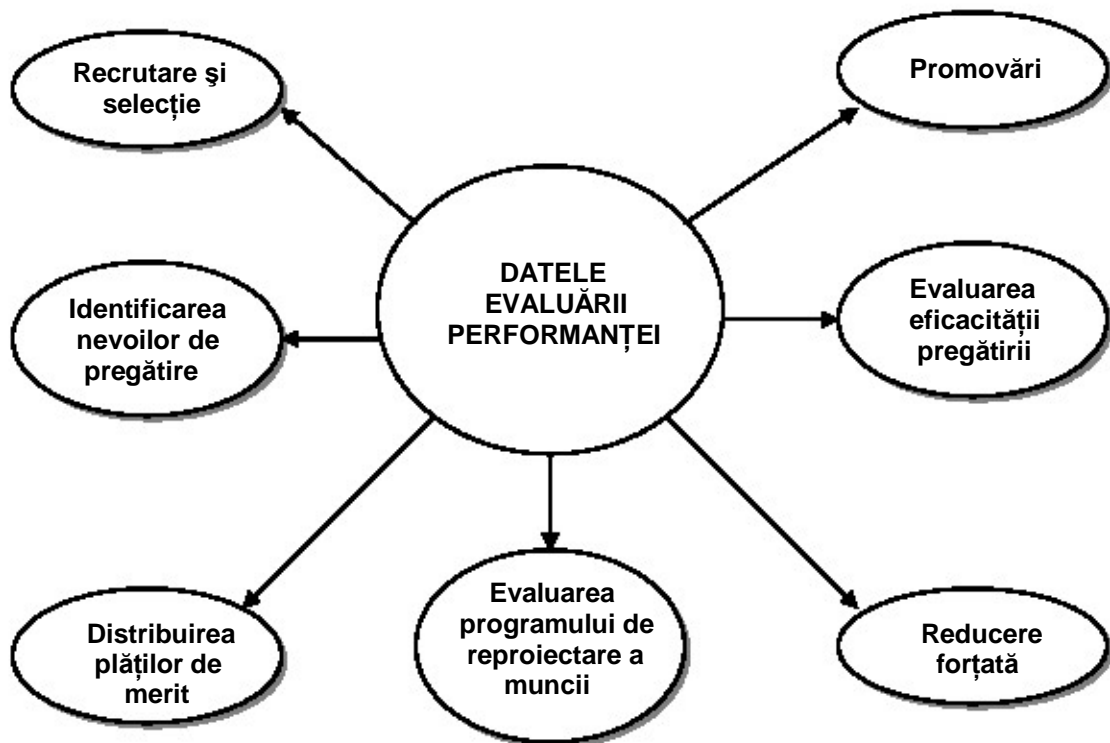 Recrutare şi
selecție
Promovări
DATELE
EVALUĂRII
PERFORMANȚEI
Identificarea
nevoilor de
pregătire
Evaluarea
eficacității
pregătirii
Distribuirea
plăților de
merit
Evaluarea
programului de
reproiectare a
muncii
Reducere
forțată